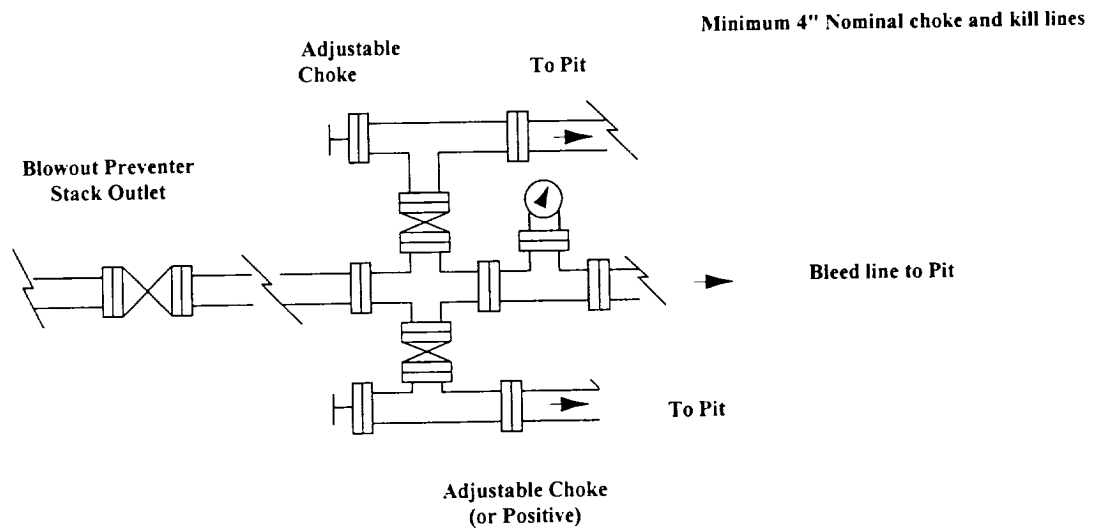 Minimum 4" Nominal choke and kill lines
Adjustable
Choke
To Pit
Blowout Preventer
Stack Outlet
Bleed line to Pit
To Pit
Adjustable Choke
(or Positive)